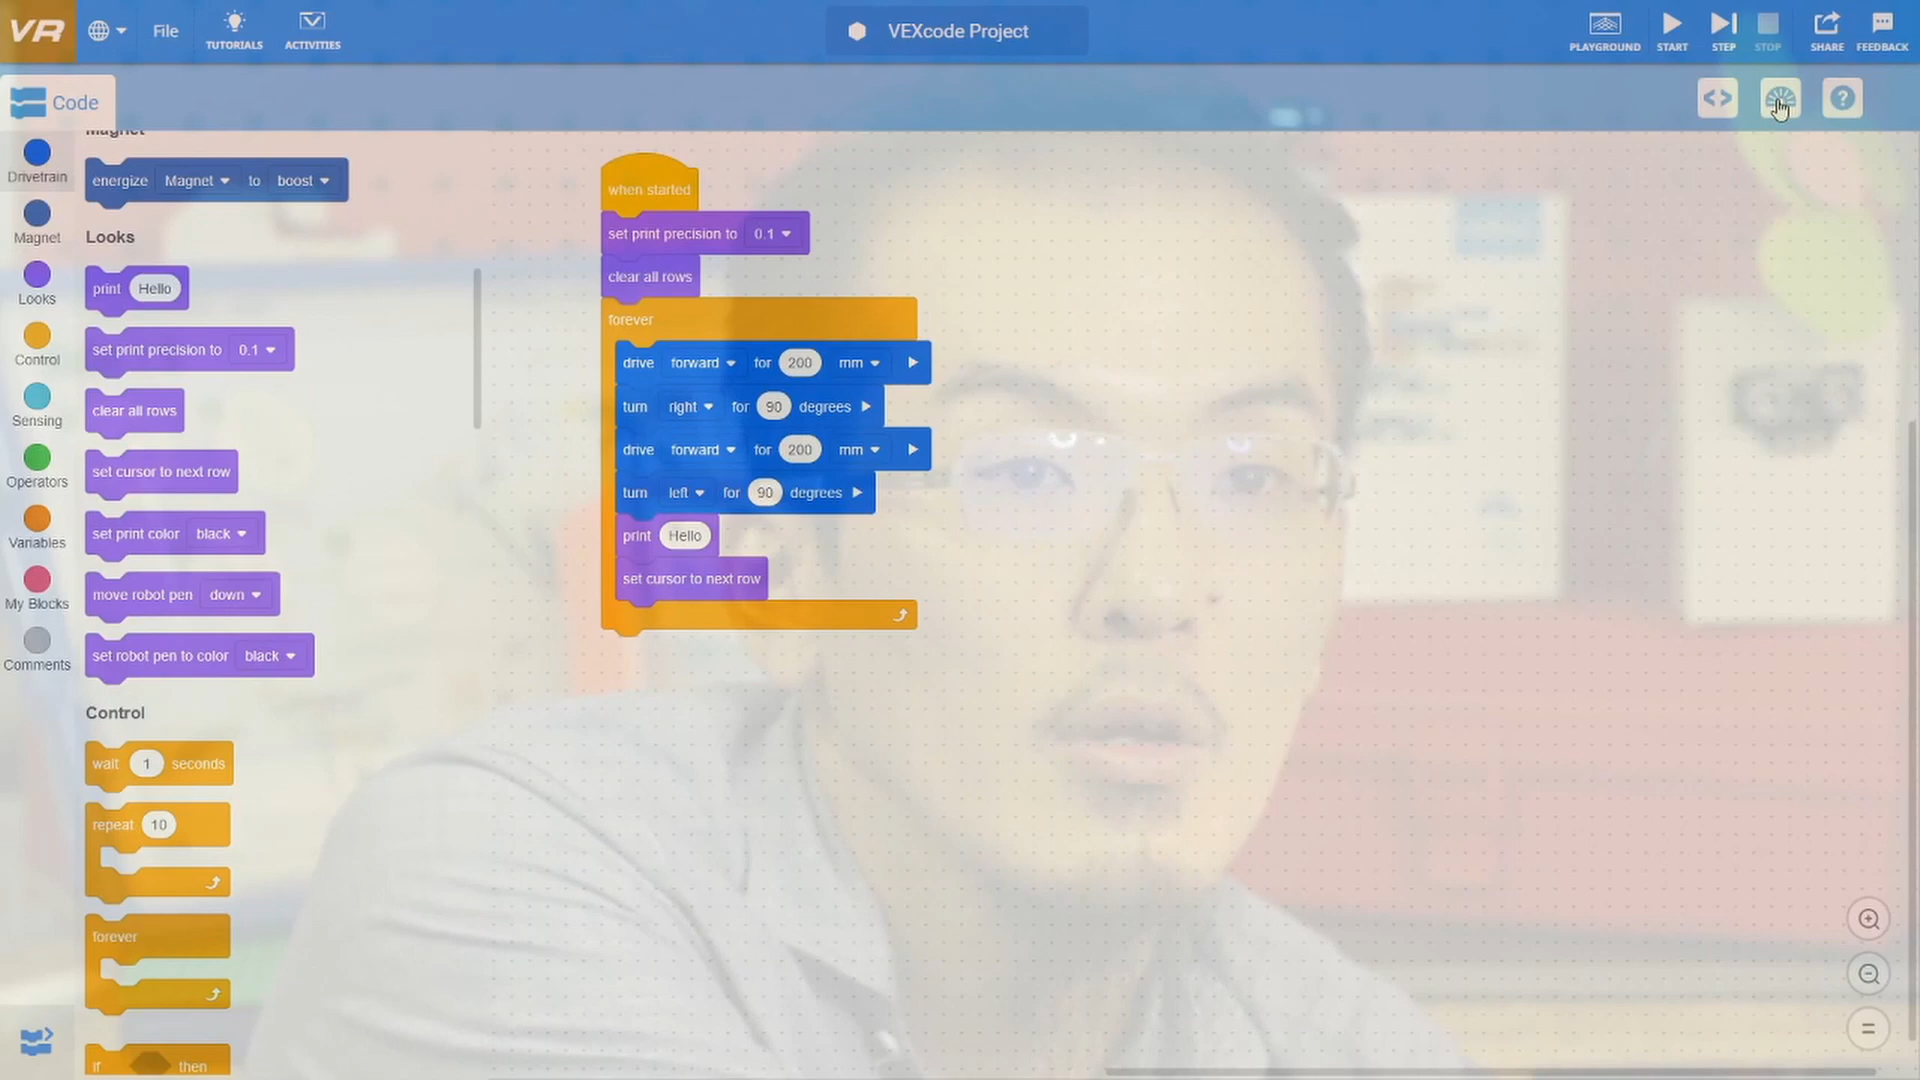 VR
File
TUTORIALS
ACTIVITIES
VEXcode Project
PLAYGROUND
START
STEP
STOP
SHARE
FEEDBACK
Code
Magnet
Drivetrain
Magnet
Looks
Control
Sensing
Operators
Variables
My Blocks
Comments
energize Magnet to boost
Looks
print Hello
set print precision to 0.1
clear all rows
set cursor to next row
set print color black
move robot pen down
set robot pen to color black
Control
wait 1 seconds
repeat 10
forever
If then
when started
set print precision to 0.1
clear all rows
forever
drive forward for 200 mm
turn right for 90 degrees
drive forward for 200 mm
turn left for 90 degrees
print Hello
set cursor to next row